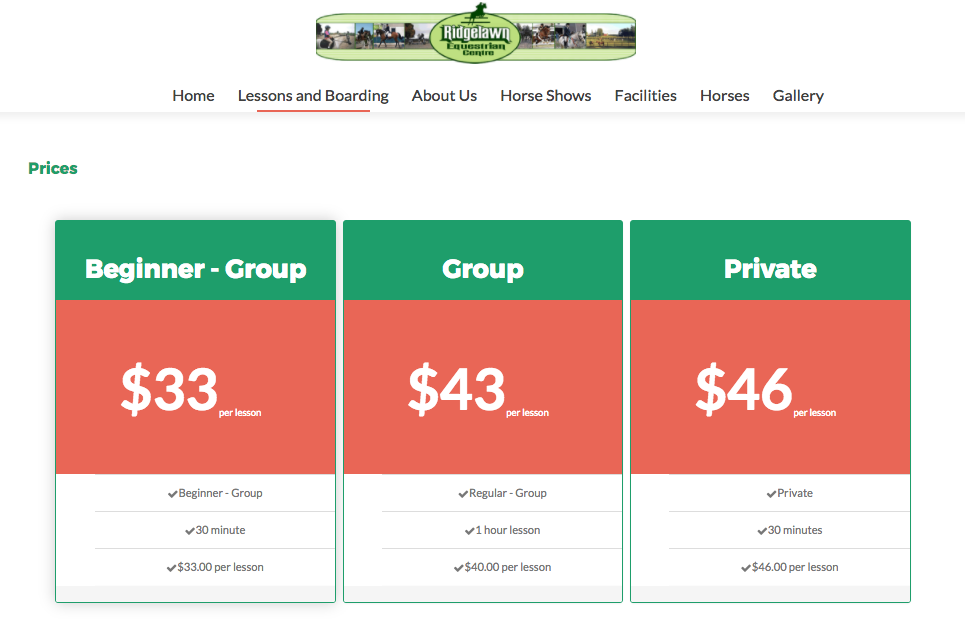 Ridgelawn
Equestrian
Centre
Home Lessons and Boarding About Us Horse Shows Facilities Horses Gallery
Prices
Beginner - Group
$33 per lesson
✓Beginner - Group
✓30 minute
✓$33.00 per lesson
Group
$43 per lesson
✓Regular - Group
✓1 hour lesson
✓$40.00 per lesson
Private
$46 per lesson
✓Private
✓30 minutes
✓$46.00 per lesson